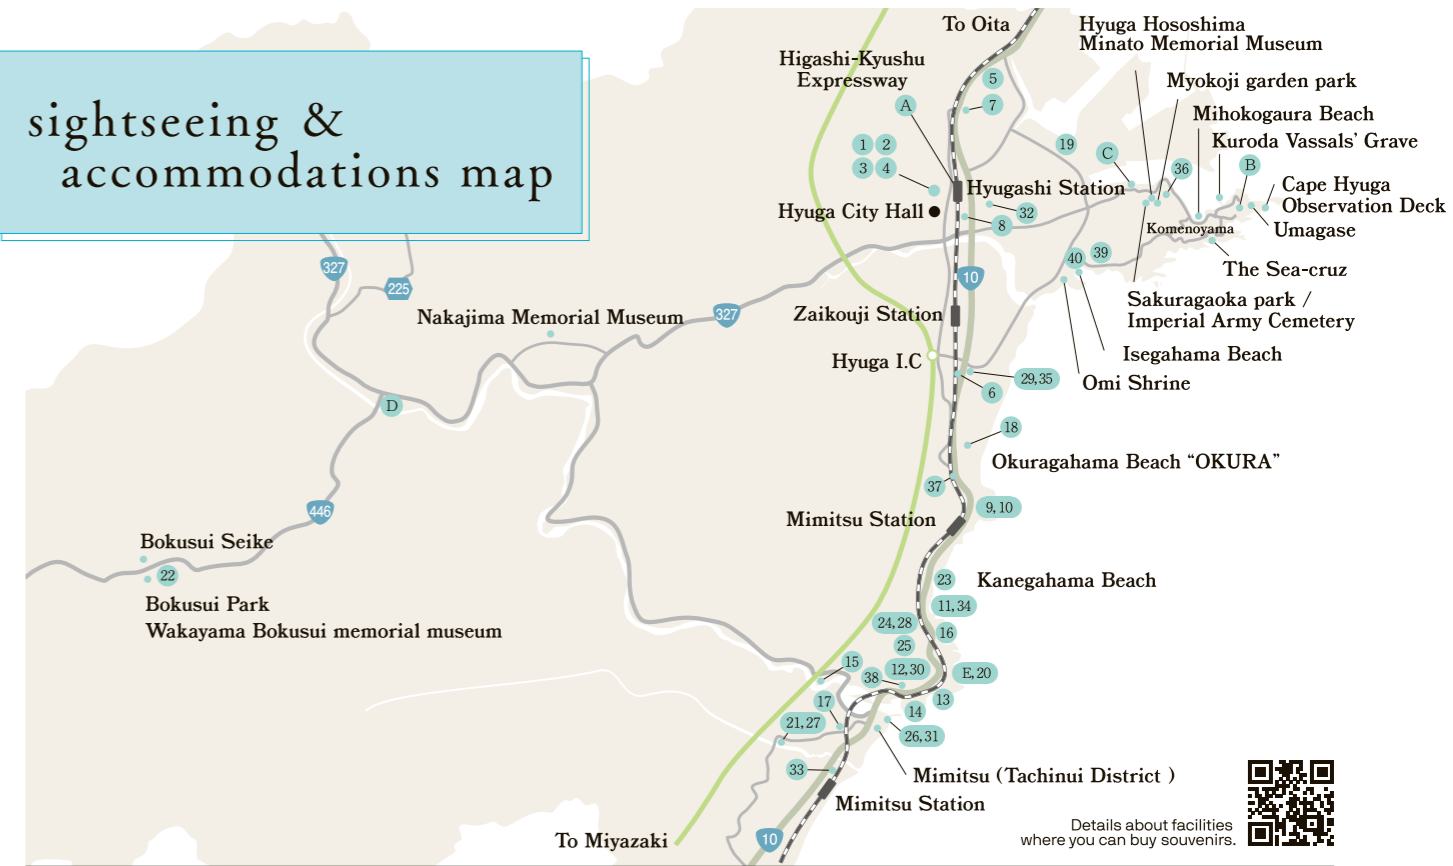 sightseeing &
accommodations map
To Oita
Higashi-Kyushu
Expressway
A
5
7
1
2
3
4
Hyuga City Hall
Hyugashi Station
32
8
10
19
C
36
B
Hyuga Hososhima
Minato Memorial Museum
Myokoji garden park
Mihokogaura Beach
Kuroda Vassals' Grave
Cape Hyuga
Observation Deck
Umagase
Komenoyama
The Sea-cruz
40
39
Sakuragaoka park /
Imperial Army Cemetery
Isegahama Beach
Omi Shrine
327
225
Nakajima Memorial Museum
327
Zaikouji Station
Hyuga I.C
29,35
6
D
18
Okuragahama Beach “OKURA”
37
9, 10
Mimitsu Station
446
Bokusui Seike
22
Bokusui Park
Wakayama Bokusui memorial museum
23
Kanegahama Beach
11, 34
24, 28
16
25
15
12, 30
E, 20
38
13
17
14
21, 27
26, 31
33
Mimitsu (Tachinui District )
Mimitsu Station
To Miyazaki
10
Details about facilities
where you can buy souvenirs.